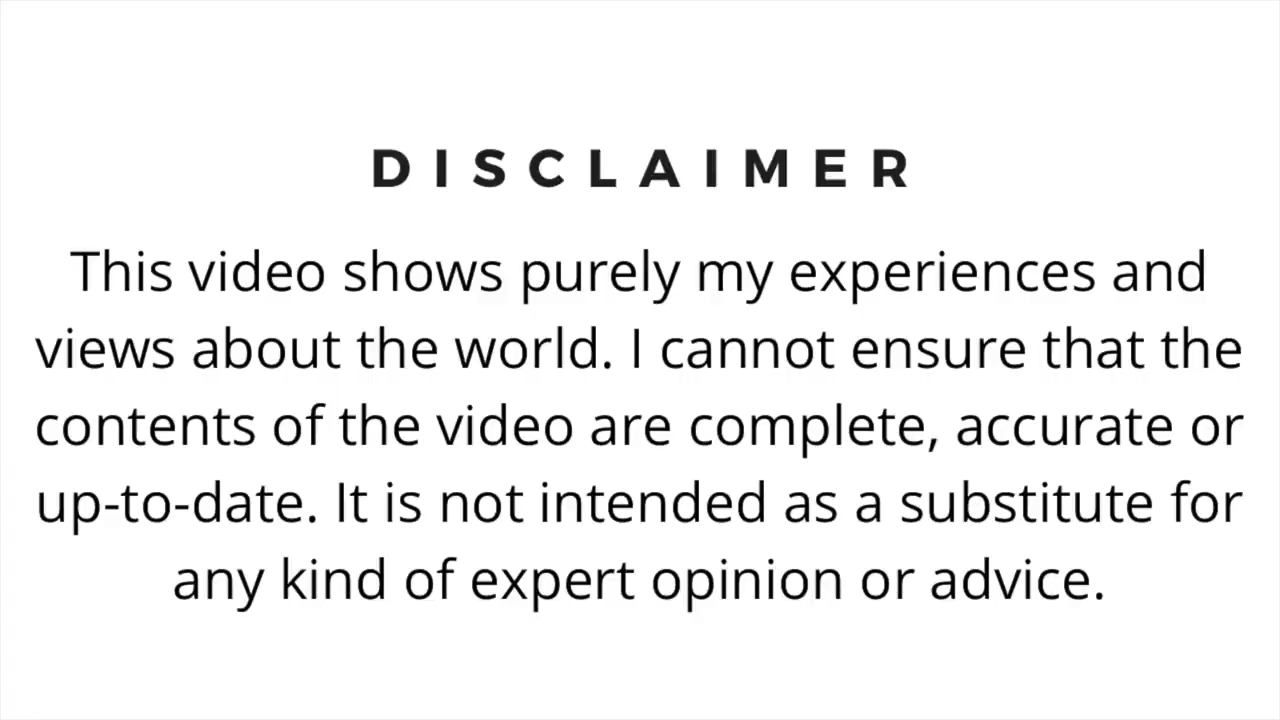 DISCLAIMER
This video shows purely my experiences and
views about the world. I cannot ensure that the
contents of the video are complete, accurate or
up-to-date. It is not intended as a substitute for
any kind of expert opinion or advice.